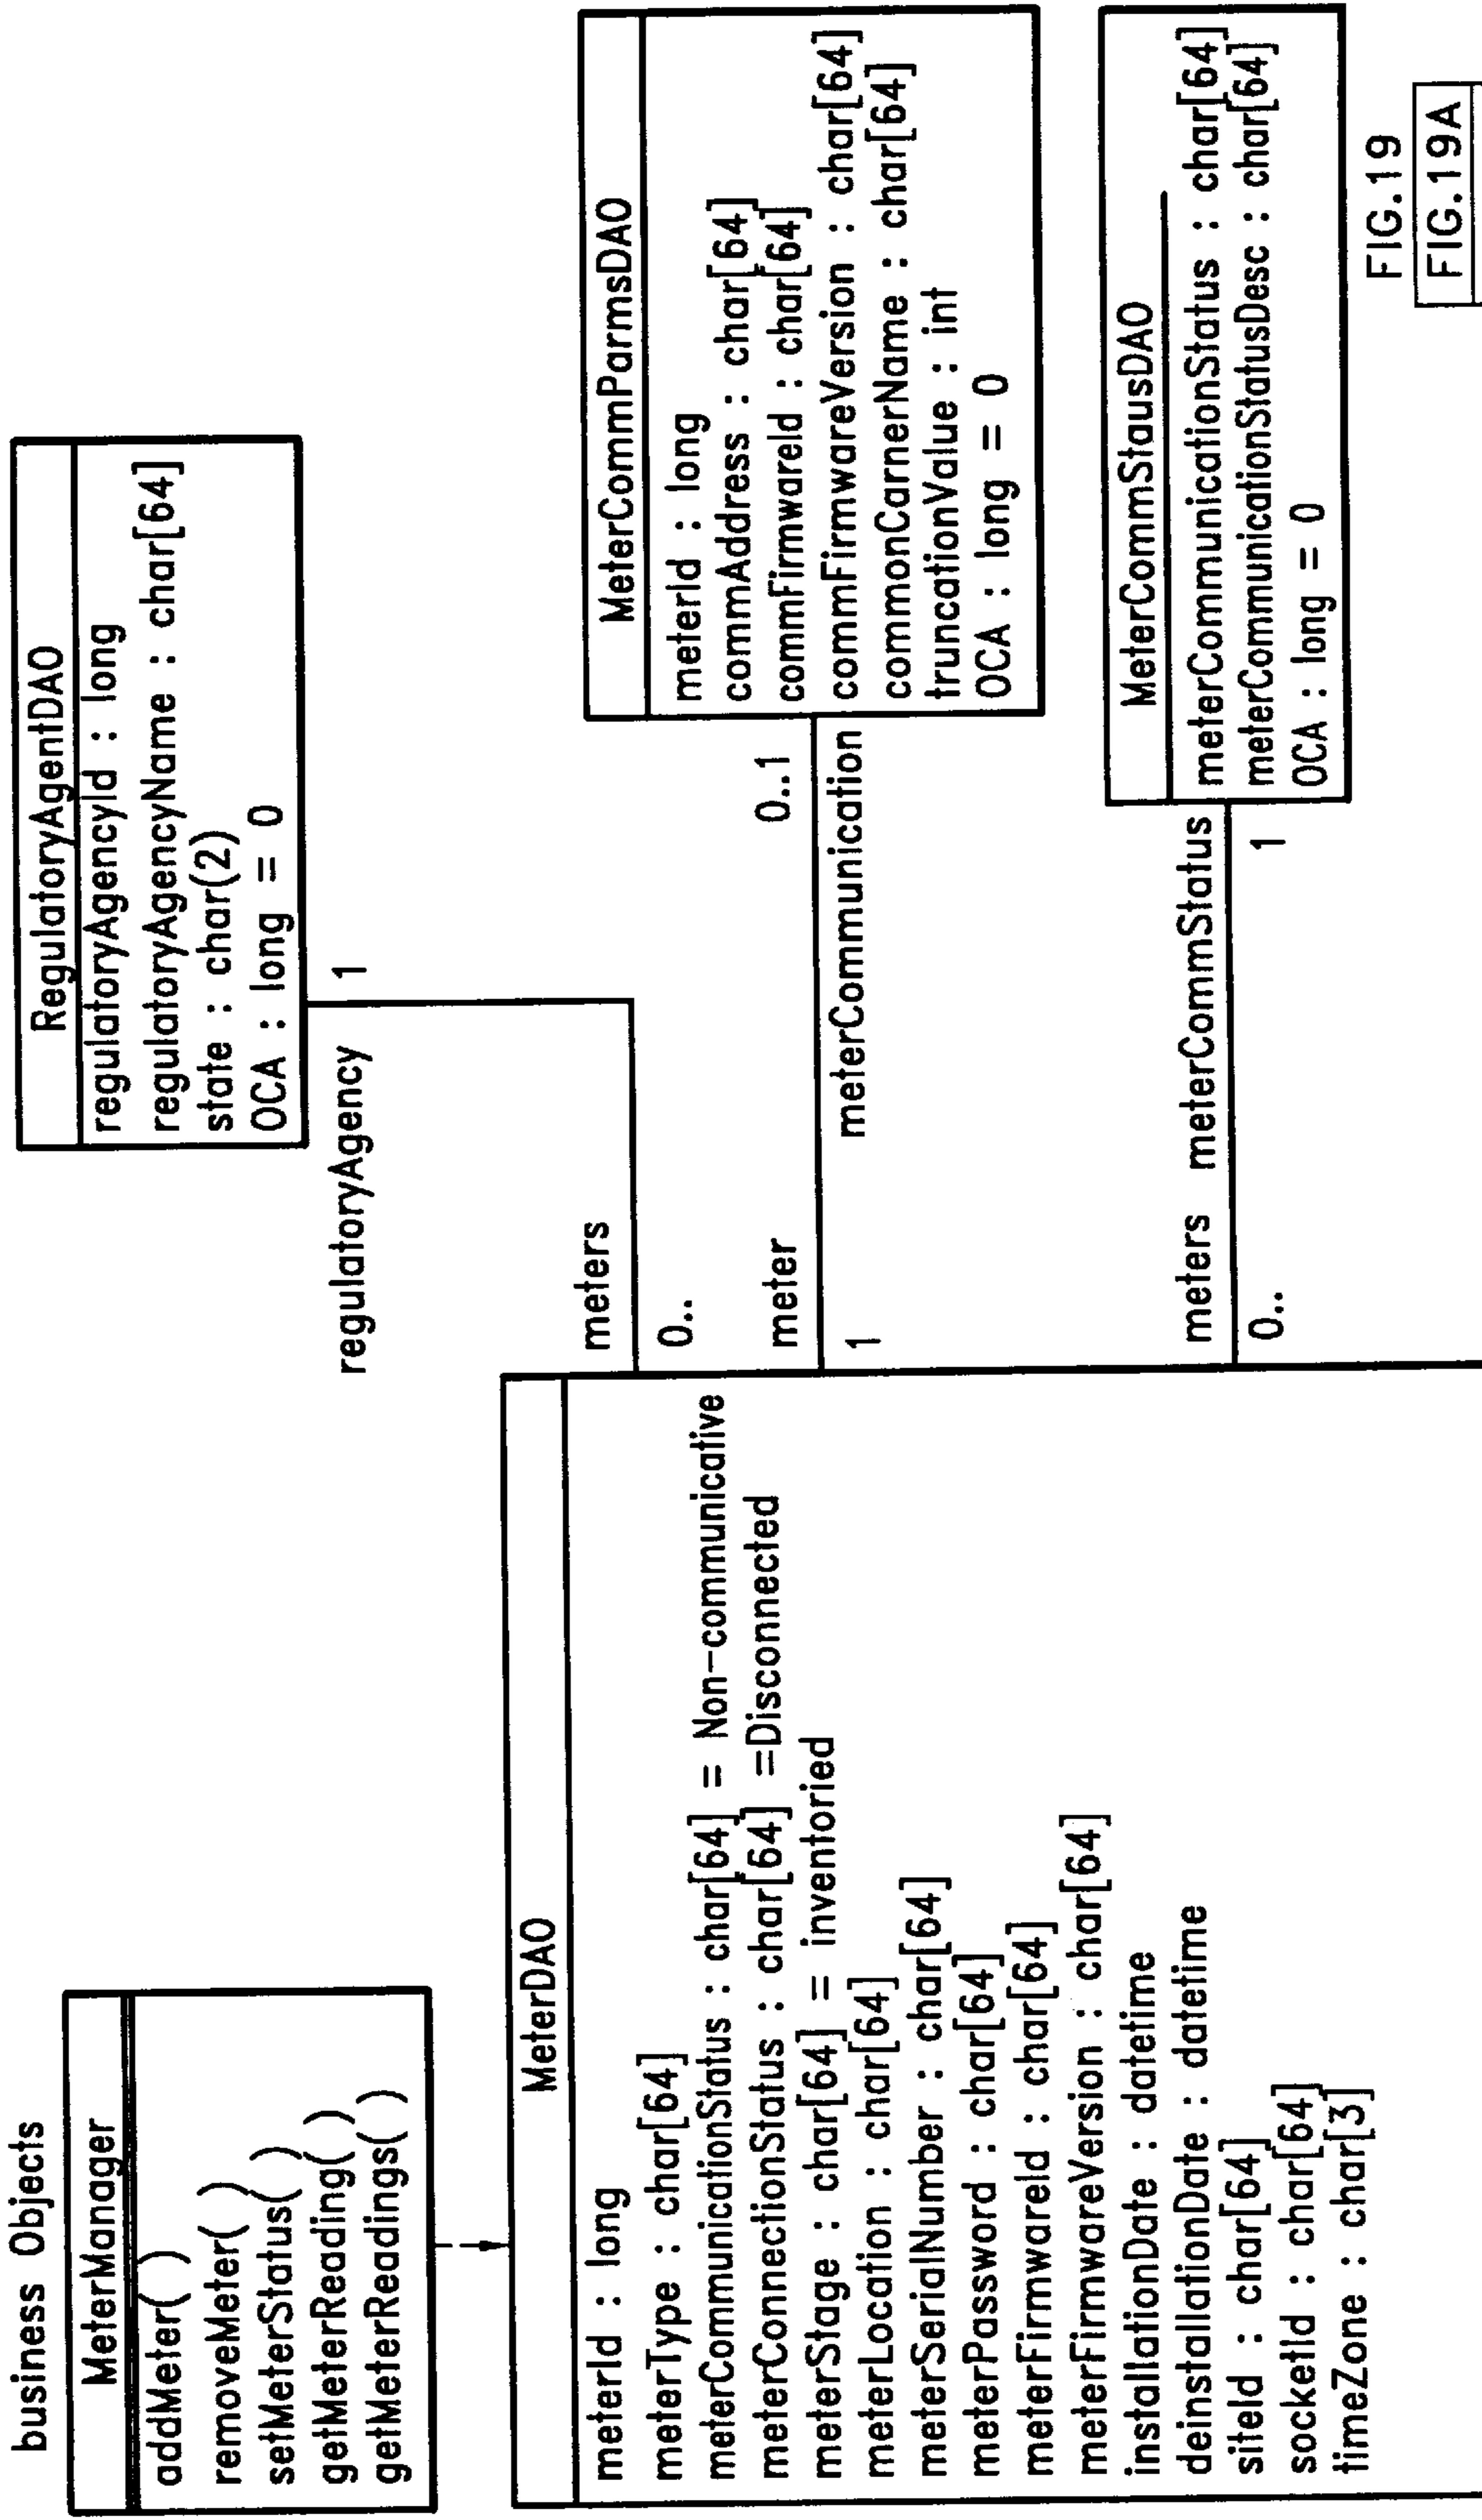 business Objects
MeterManager
addMeter( )
removeMeter( )
setMeterStatus( )
getMeterReading( )
getMeterReadings( )
MeterDAO
meterId : long
meterType : char[64]
meterCommunicationStatus : char[64] = Non-communicative
meterConnectionStatus : char[64] =Disconnected
meterStage : char[64] = inventoried
meterLocation : char[64]
meterSerialNumber : char[64]
meterPassword : char[64]
meterFirmwareId : char[64]
meterFirmwareVersion : char[64]
installationDate : datetime
deinstallationDate : datetime
siteId : char[64]
socketId : char[64]
timeZone : char[3]
RegulatoryAgentDAO
regulatoryAgencyId : long
regulatoryAgencyName : char[64]
state : char(2)
OCA : long = 0
regulatoryAgency
1
meters
0..
MeterCommParmsDAO
meterId : long
commAddress : char[64]
commFirmwareId : char[64]
commFirmwareVersion : char[64]
commonCarnerName : char[64]
truncationValue : int
OCA : long = 0
meter
0..1
1
meterCommunication
MeterCommStausDAO
meterCommunicationStatus : char[64]
meterCommunicationStatusDesc : char[64]
OCA : long = 0
meters
meterCommStatus
0..
1
FIG.19
FIG.19A